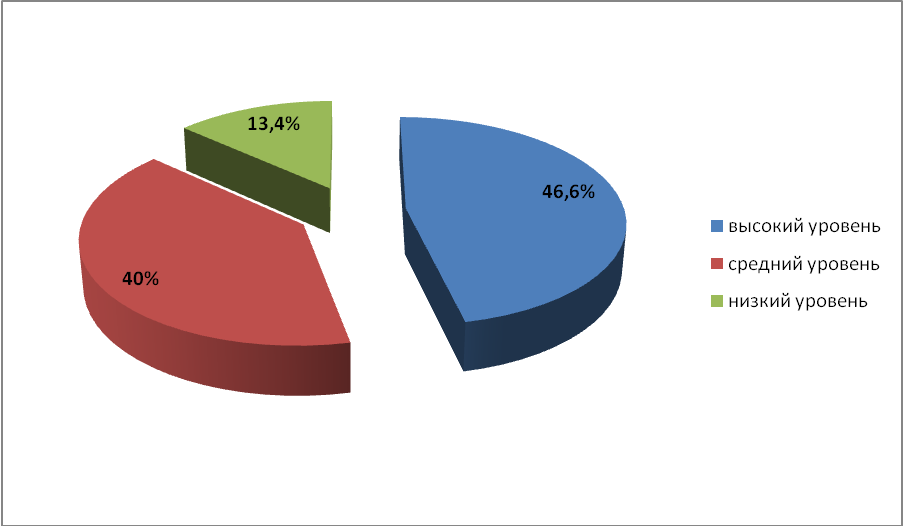 13,4%
46,6%
40%
высокий уровень
средний уровень
низкий уровень